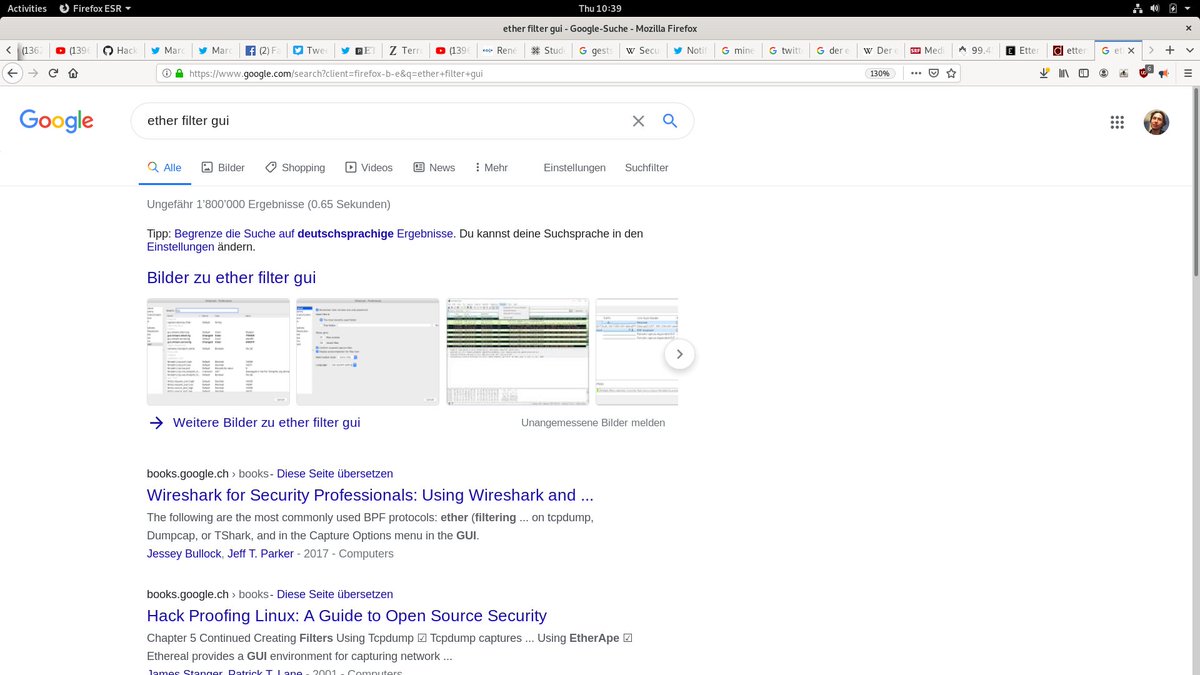 Activities Firefox ESR Thu 10:39
ether filter gui - Google-Suche - Mozilla Firefox
(1362 (139 Hack Marc Marc (2) Fa Twee Terr (139 René Stud gest Secu Notif mine twitt der e Der e Med 99.4 Etter etter
https://www.google.com/search?client=firefox-b-e&q=ether+filter+gui 130%
Google ether filter gui
Alle Bilder Shopping Videos News Mehr Einstellungen Suchfilter
Ungefähr 1'800'000 Ergebnisse (0.65 Sekunden)
Tipp: Begrenze die Suche auf deutschsprachige Ergebnisse. Du kannst deine Suchsprache in den
Einstellungen ändern.
Bilder zu ether filter gui
Weitere Bilder zu ether filter gui Unangemessene Bilder melden
books.google.ch › books - Diese Seite übersetzen
Wireshark for Security Professionals: Using Wireshark and ...
The following are the most commonly used BPF protocols: ether (filtering ... on tcpdump,
Dumpcap, or TShark, and in the Capture Options menu in the GUI.
Jessey Bullock, Jeff T. Parker - 2017 - Computers
books.google.ch › books - Diese Seite übersetzen
Hack Proofing Linux: A Guide to Open Source Security
Chapter 5 Continued Creating Filters Using Tcpdump ☑ Tcpdump captures ... Using EtherApe ☑
Ethereal provides a GUI environment for capturing network ...
James Stanger, Patrick T. Lane - 2001 - Computers